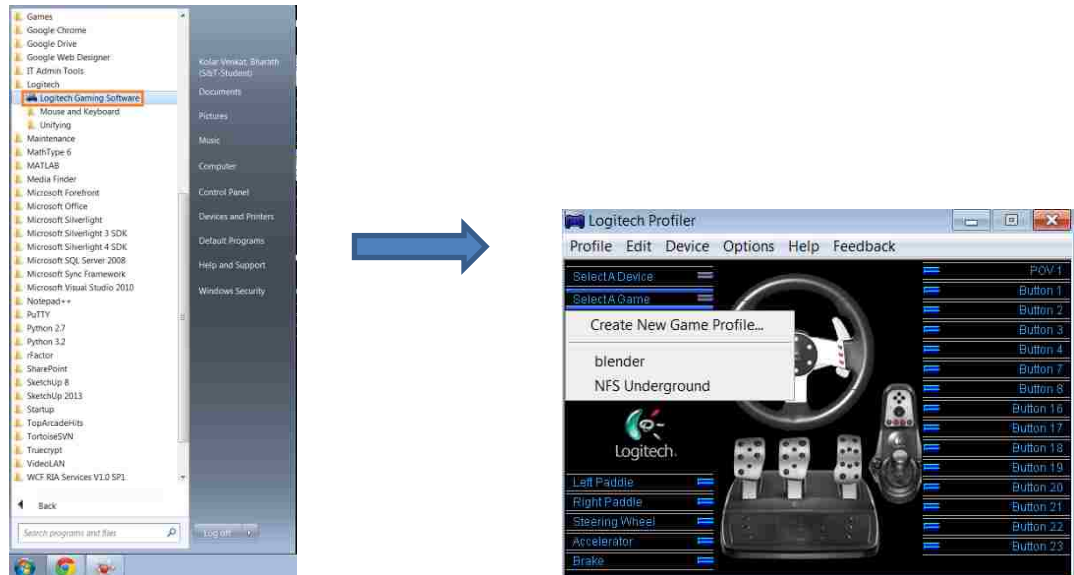 Games
Google Chrome
Google Drive
Google Web Designer
IT Admin Tools
Logitech
Logitech Gaming Software
Mouse and Keyboard
Unifying
Maintenance
MathType 6
MATLAB
Media Finder
Microsoft Forefront
Microsoft Office
Microsoft Silverlight
Microsoft Silverlight 3 SDK
Microsoft Silverlight 4 SDK
Microsoft SQL Server 2008
Microsoft Sync Framework
Microsoft Visual Studio 2010
Notepad++
PuTTY
Python 2.7
Python 3.2
rFactor
SharePoint
SketchUp 8
SketchUp 2013
Startup
TopArcadeHits
TortoiseSVN
Truecrypt
VideoLAN
WCF RIA Services V1.0 SP1
Back
Search programs and files
Kolar Venkat, Bharath
(S&T-Student)
Documents
Pictures
Music
Computer
Control Panel
Devices and Printers
Default Programs
Help and Support
Windows Security
Log off
Logitech Profiler
Profile Edit Device Options Help Feedback
Select A Device
Select A Game
Create New Game Profile...
blender
NFS Underground
Logitech
Left Paddle
Right Paddle
Steering Wheel
Accelerator
Brake
POV 1
Button 1
Button 2
Button 3
Button 4
Button 7
Button 8
Button 16
Button 17
Button 18
Button 19
Button 20
Button 21
Button 22
Button 23